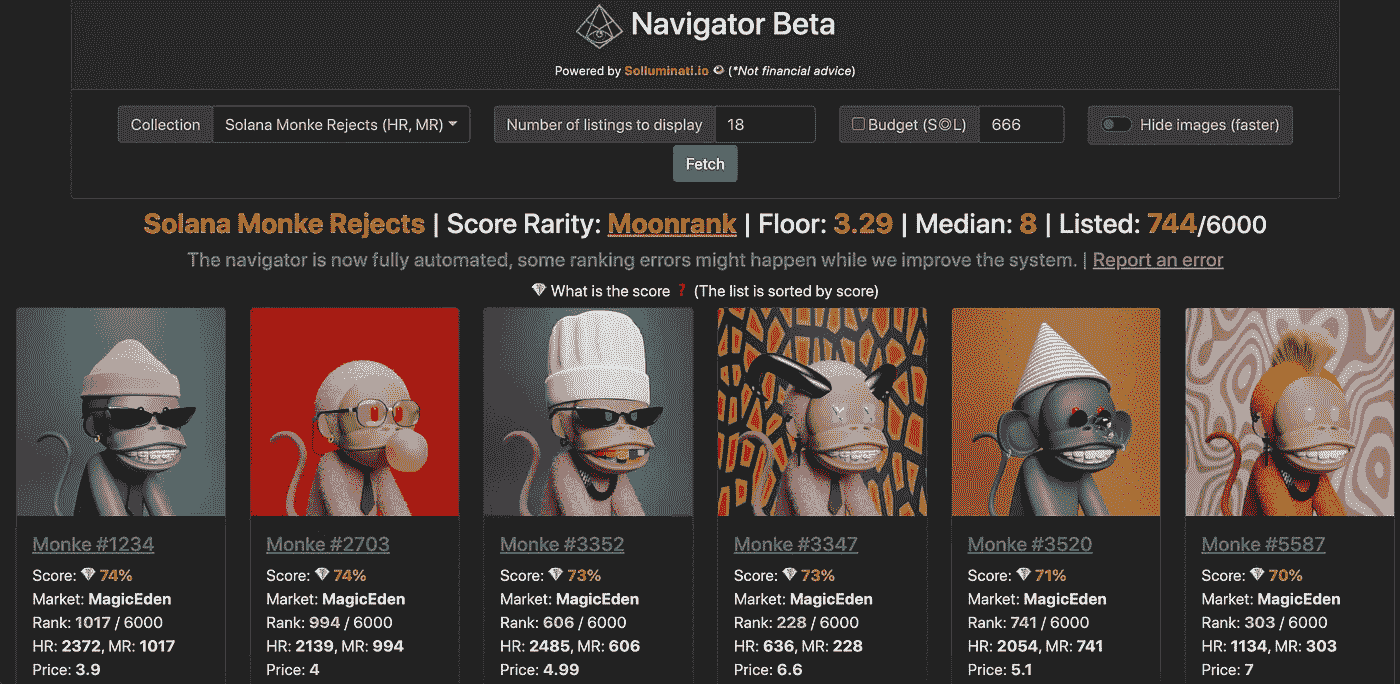 Navigator Beta
Powered by Solluminati.io (*Not financial advice)
Collection Solana Monke Rejects (HR, MR) Number of listings to display 18 Budget (S◎L) 666 Hide images (faster)
Fetch
Solana Monke Rejects | Score Rarity: Moonrank | Floor: 3.29 | Median: 8 | Listed: 744/6000
The navigator is now fully automated, some ranking errors might happen while we improve the system. | Report an error
💎 What is the score ❓ (The list is sorted by score)
Monke #1234
Score: 💎 74%
Market: MagicEden
Rank: 1017 / 6000
HR: 2372, MR: 1017
Price: 3.9
Monke #2703
Score: 💎 74%
Market: MagicEden
Rank: 994 / 6000
HR: 2139, MR: 994
Price: 4
Monke #3352
Score: 💎 73%
Market: MagicEden
Rank: 606 / 6000
HR: 2485, MR: 606
Price: 4.99
Monke #3347
Score: 💎 73%
Market: MagicEden
Rank: 228 / 6000
HR: 636, MR: 228
Price: 6.6
Monke #3520
Score: 💎 71%
Market: MagicEden
Rank: 741 / 6000
HR: 2054, MR: 741
Price: 5.1
Monke #5587
Score: 💎 70%
Market: MagicEden
Rank: 303 / 6000
HR: 1134, MR: 303
Price: 7